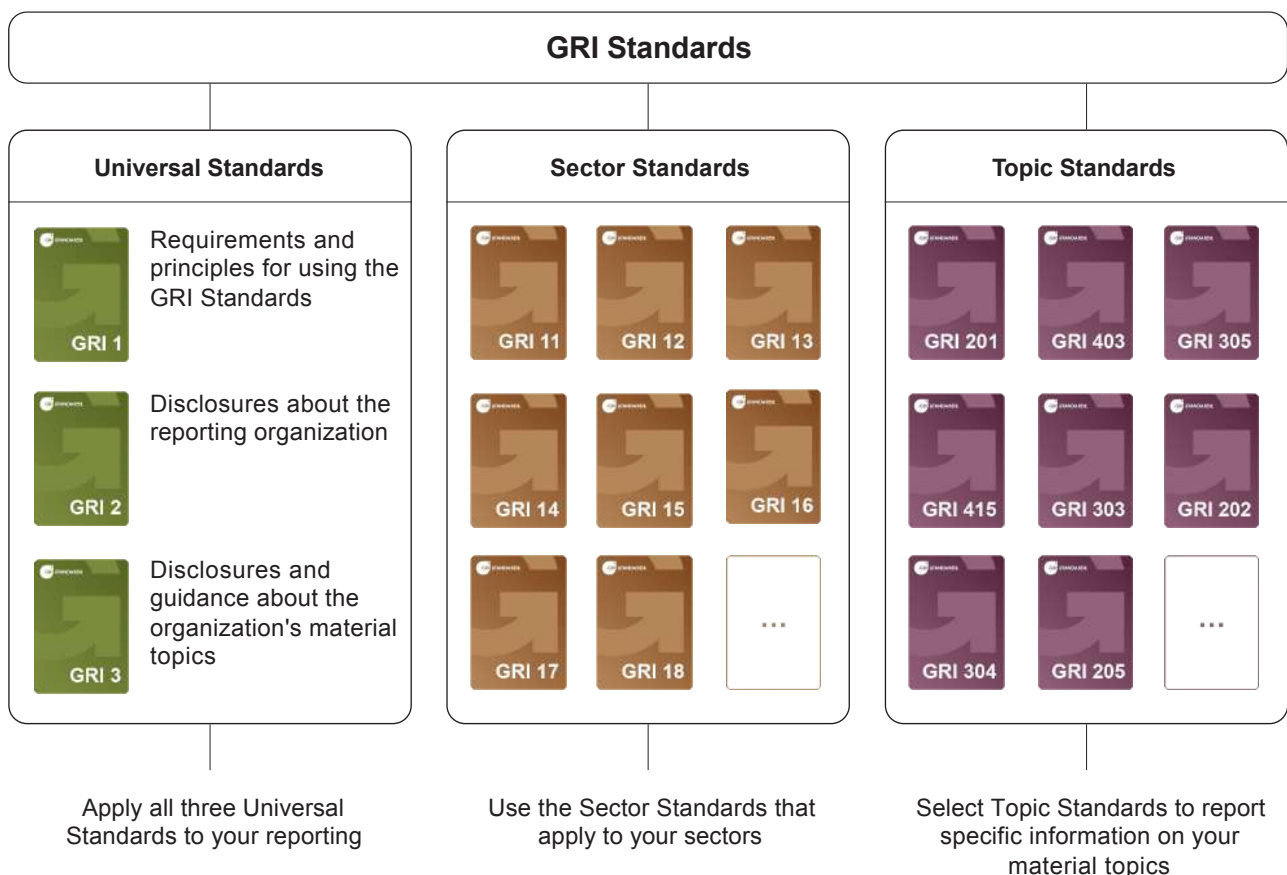 GRI Standards
Universal Standards
GRI 1
Requirements and
principles for using the
GRI Standards
GRI 2
Disclosures about the
reporting organization
GRI 3
Disclosures and
guidance about the
organization's material
topics
Apply all three Universal
Standards to your reporting
Sector Standards
GRI 11
GRI 12
GRI 13
GRI 14
GRI 15
GRI 16
GRI 17
GRI 18
...
Use the Sector Standards that
apply to your sectors
Topic Standards
GRI 201
GRI 403
GRI 305
GRI 415
GRI 303
GRI 202
GRI 304
GRI 205
...
Select Topic Standards to report
specific information on your
material topics